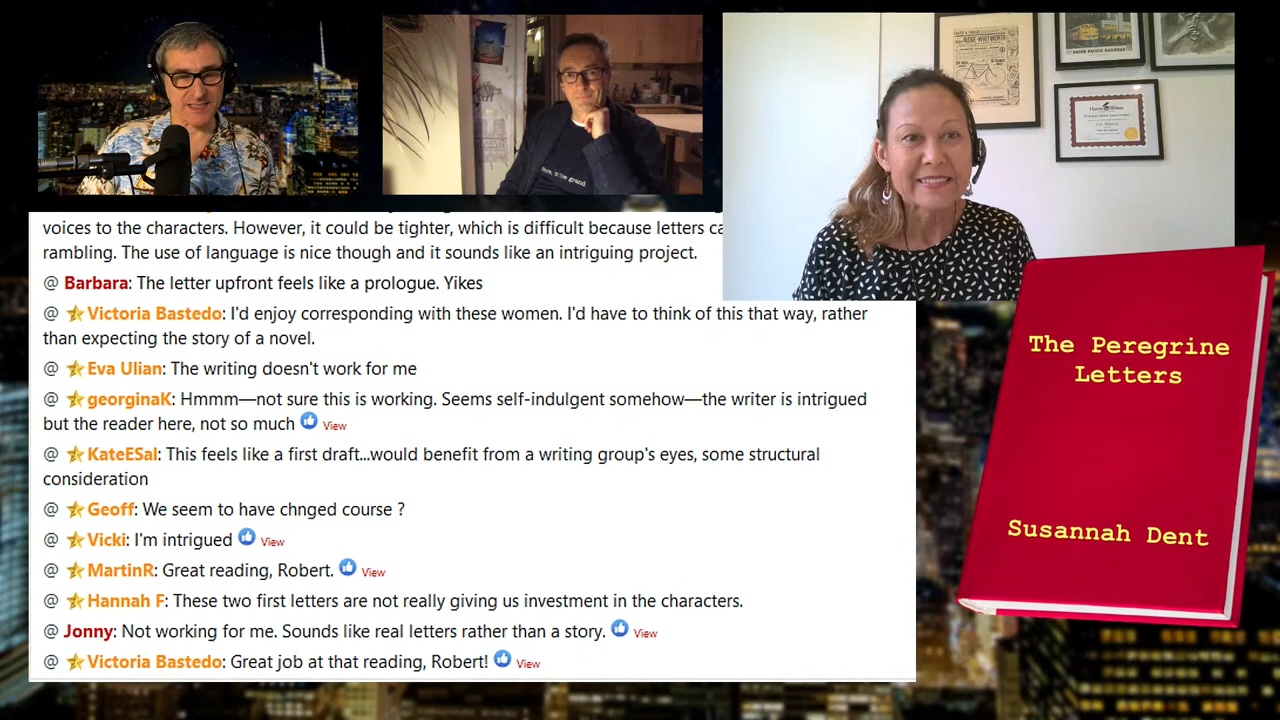 UNION PACIFIC RAILROAD
voices to the characters. However, it could be tighter, which is difficult because letters ca
rambling. The use of language is nice though and it sounds like an intriguing project.
@ Barbara: The letter upfront feels like a prologue. Yikes
@ Victoria Bastedo: I'd enjoy corresponding with these women. I'd have to think of this that way, rather
than expecting the story of a novel.
@ Eva Ulian: The writing doesn't work for me
@ georginaK: Hmmm—not sure this is working. Seems self-indulgent somehow—the writer is intrigued
but the reader here, not so much View
@ KateESal: This feels like a first draft...would benefit from a writing group's eyes, some structural
consideration
@ Geoff: We seem to have chnged course ?
@ Vicki: I'm intrigued View
@ MartinR: Great reading, Robert. View
@ Hannah F: These two first letters are not really giving us investment in the characters.
@ Jonny: Not working for me. Sounds like real letters rather than a story. View
@ Victoria Bastedo: Great job at that reading, Robert! View
The Peregrine
Letters
Susannah Dent